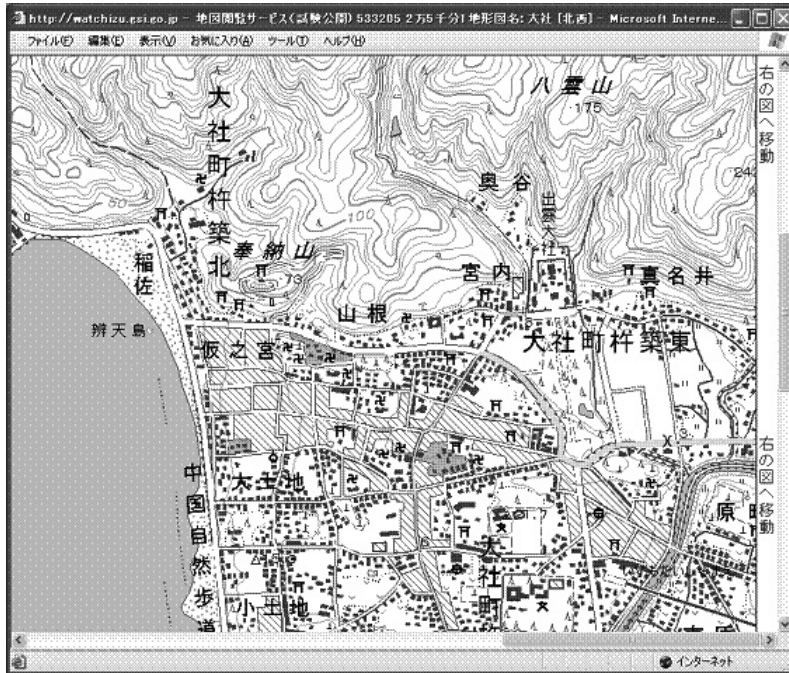 http://watchizu.gsi.go.jp - 地図閲覧サービス(試験公開) 533205 2万5千分1 地形図名: 大社 [北西] - Microsoft Interne...
ファイル(F) 編集(E) 表示(V) お気に入り(A) ツール(T) ヘルプ(H)
右の図へ移動
八雲山
175
大社町杵築北
奥谷
出雲大社
100
奉納山
73
稲佐
宮内
真名井
山根
辨天島
仮之宮
大社町杵築東
右の図へ移動
中国自然歩道
大土地
原
大社町
小土地
インターネット